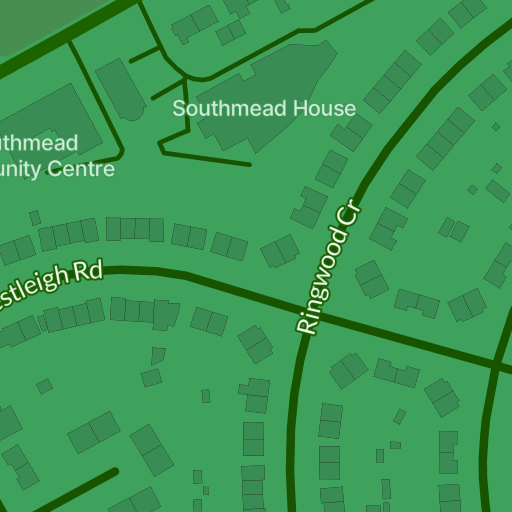 Southmead House
uthmead
unity Centre
stleigh Rd
Ringwood Cr